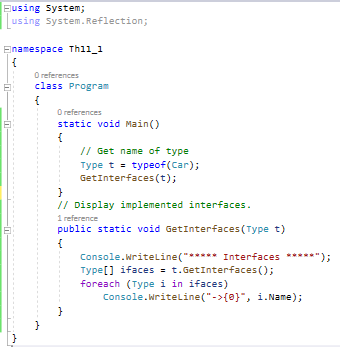 using System;
using System.Reflection;
namespace Th11_1
{
0 references
class Program
{
0 references
static void Main()
{
// Get name of type
Type t = typeof(Car);
GetInterfaces(t);
}
// Display implemented interfaces.
1 reference
public static void GetInterfaces(Type t)
{
Console.WriteLine("***** Interfaces *****");
Type[] ifaces = t.GetInterfaces();
foreach (Type i in ifaces)
Console.WriteLine("->{0}", i.Name);
}
}
}